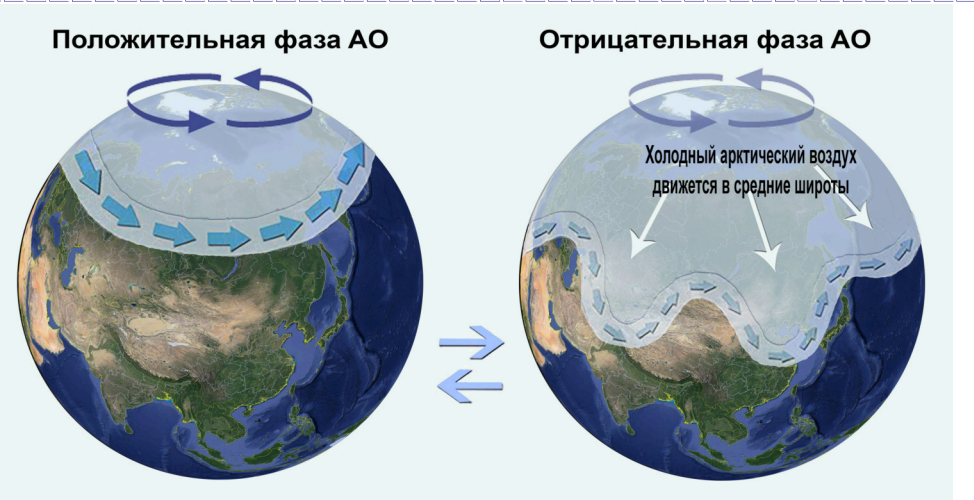 Положительная фаза АО
Отрицательная фаза АО
Холодный арктический воздух
движется в средние широты